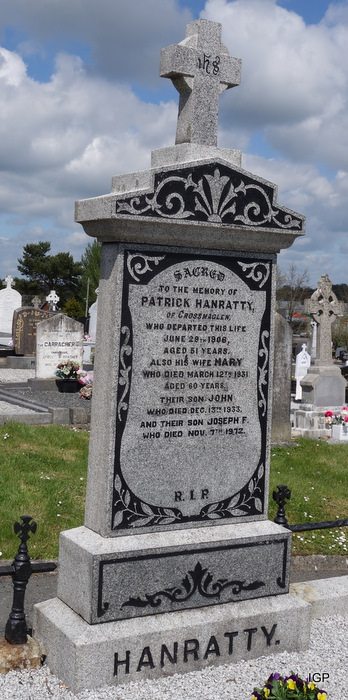 IHS
SACRED
TO THE MEMORY OF
PATRICK HANRATTY,
OF CROSSMAGLEN,
WHO DEPARTED THIS LIFE
JUNE 29TH 1906,
AGED 51 YEARS.
ALSO HIS WIFE MARY
WHO DIED MARCH 12TH 1931
AGED 60 YEARS.
THEIR SON JOHN
WHO DIED DEC. 13TH 1933.
AND THEIR SON JOSEPH F.
WHO DIED NOV. 7TH 1972.
R.I.P.
HANRATTY.
CARRAGHER
IGP